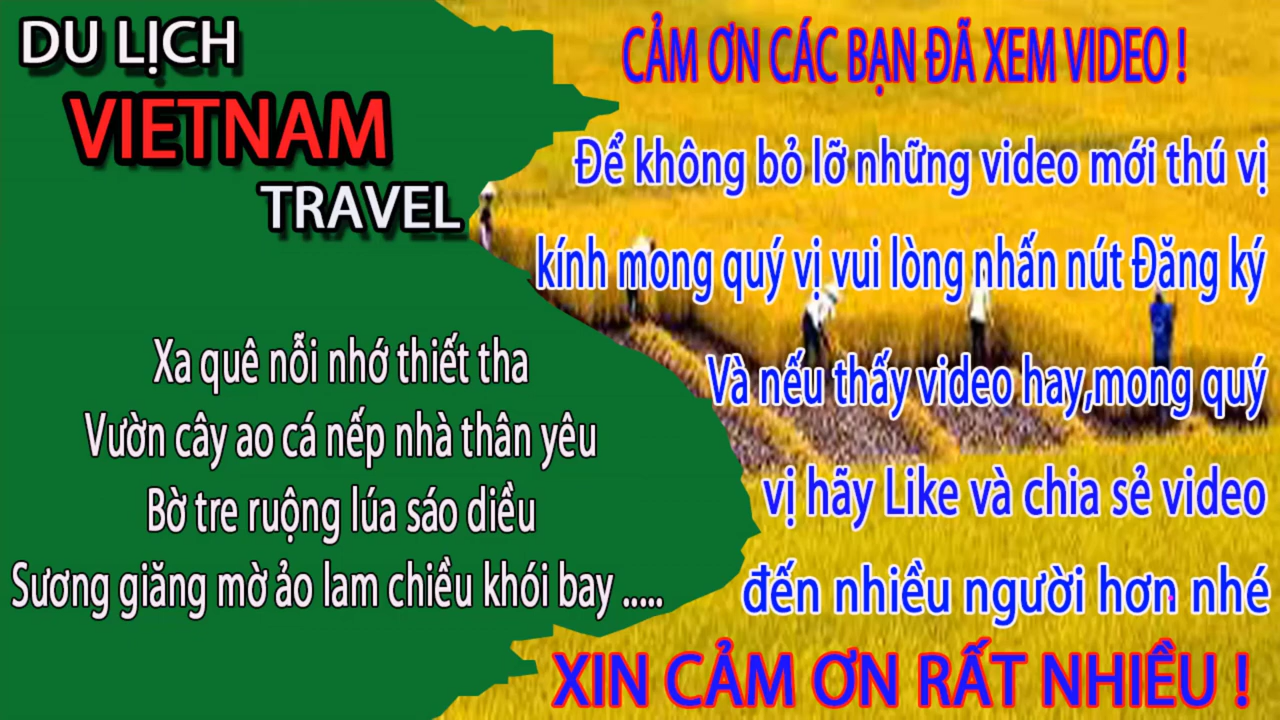 DU LỊCH
VIETNAM
TRAVEL
Xa quê nỗi nhớ thiết tha
Vườn cây ao cá nếp nhà thân yêu
Bờ tre ruộng lúa sáo diều
Sương giăng mờ ảo lam chiều khói bay .....
CẢM ƠN CÁC BẠN ĐÃ XEM VIDEO !
Để không bỏ lỡ những video mới thú vị
kính mong quý vị vui lòng nhấn nút Đăng ký
Và nếu thấy video hay,mong quý
vị hãy Like và chia sẻ video
đến nhiều người hơn nhé
XIN CẢM ƠN RẤT NHIỀU !